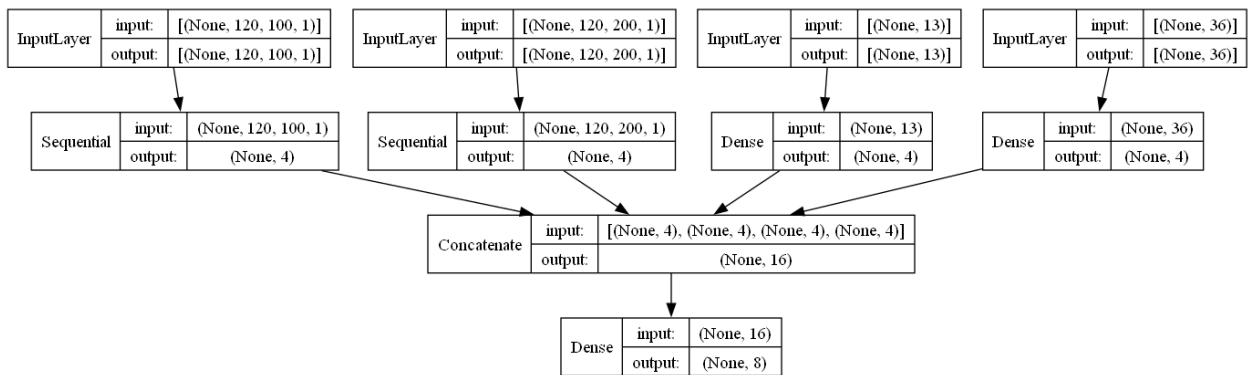 InputLayer input: [(None, 120, 100, 1)]
output: [(None, 120, 100, 1)]
InputLayer input: [(None, 120, 200, 1)]
output: [(None, 120, 200, 1)]
InputLayer input: [(None, 13)]
output: [(None, 13)]
InputLayer input: [(None, 36)]
output: [(None, 36)]
Sequential input: (None, 120, 100, 1)
output: (None, 4)
Sequential input: (None, 120, 200, 1)
output: (None, 4)
Dense input: (None, 13)
output: (None, 4)
Dense input: (None, 36)
output: (None, 4)
Concatenate input: [(None, 4), (None, 4), (None, 4), (None, 4)]
output: (None, 16)
Dense input: (None, 16)
output: (None, 8)